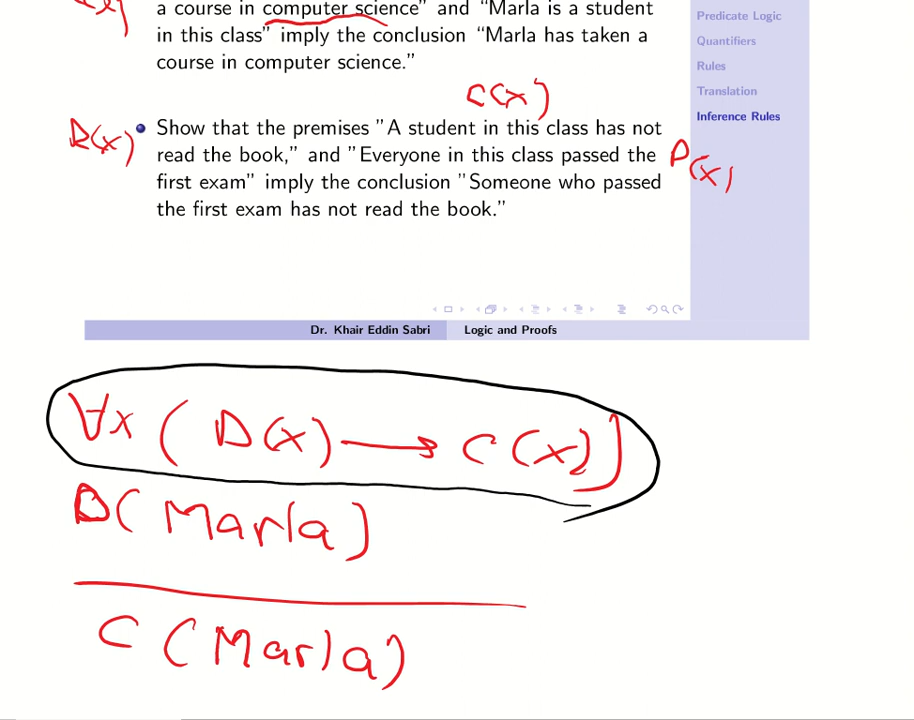 a course in computer science” and “Marla is a student
in this class” imply the conclusion “Marla has taken a
course in computer science.”
C(x)
R(x)
• Show that the premises ”A student in this class has not
read the book,” and ”Everyone in this class passed the
first exam” imply the conclusion ”Someone who passed
the first exam has not read the book.”
P(x)
Predicate Logic
Quantifiers
Rules
Translation
Inference Rules
Dr. Khair Eddin Sabri Logic and Proofs
∀x ( D(x) → C(x) )
D(Marla)
C(Marla)